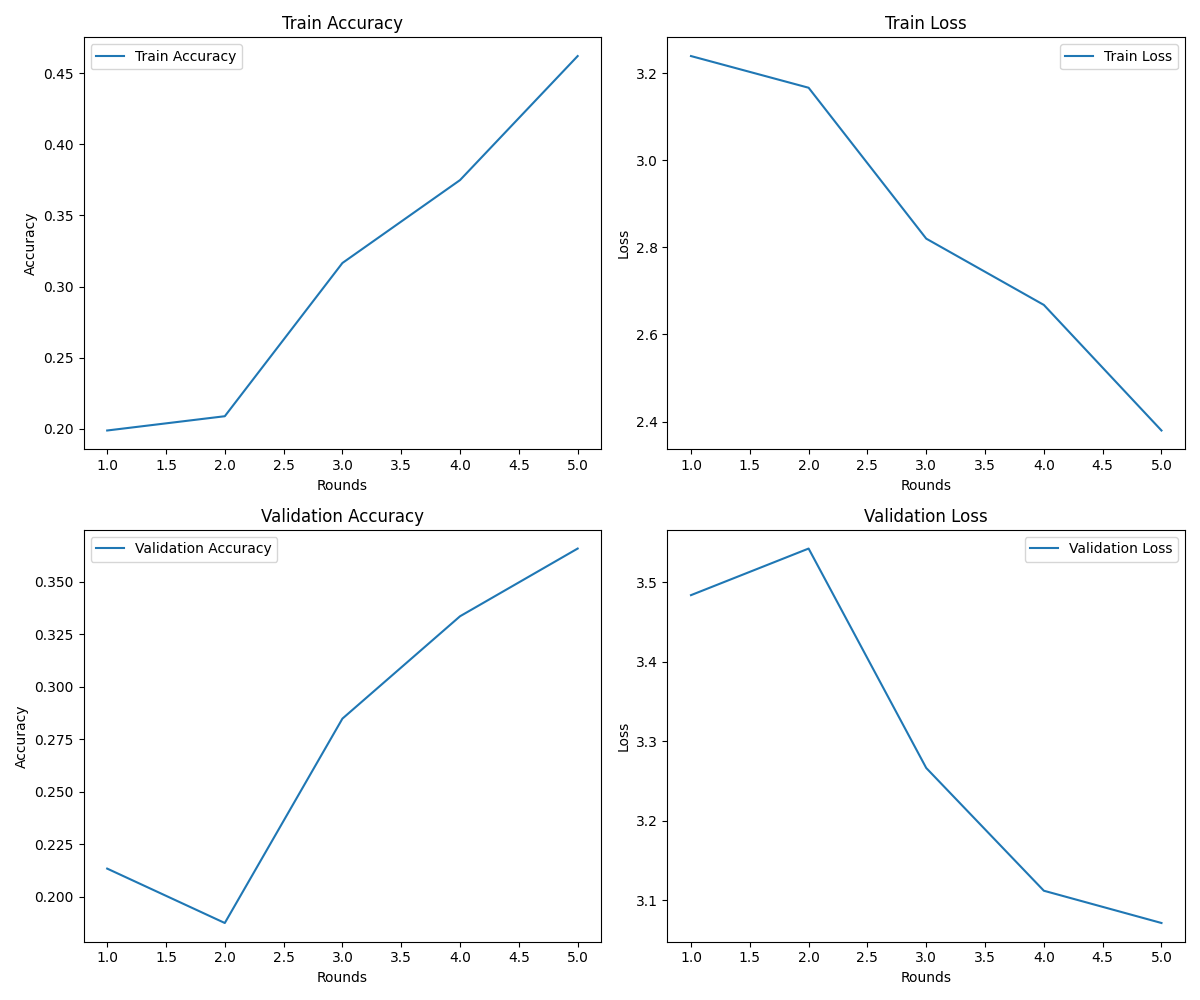 Train Accuracy
Train Accuracy
0.45
0.40
0.35
0.30
0.25
0.20
Accuracy
1.0 1.5 2.0 2.5 3.0 3.5 4.0 4.5 5.0
Rounds
Train Loss
Train Loss
3.2
3.0
2.8
2.6
2.4
Loss
1.0 1.5 2.0 2.5 3.0 3.5 4.0 4.5 5.0
Rounds
Validation Accuracy
Validation Accuracy
0.350
0.325
0.300
0.275
0.250
0.225
0.200
Accuracy
1.0 1.5 2.0 2.5 3.0 3.5 4.0 4.5 5.0
Rounds
Validation Loss
Validation Loss
3.5
3.4
3.3
3.2
3.1
Loss
1.0 1.5 2.0 2.5 3.0 3.5 4.0 4.5 5.0
Rounds